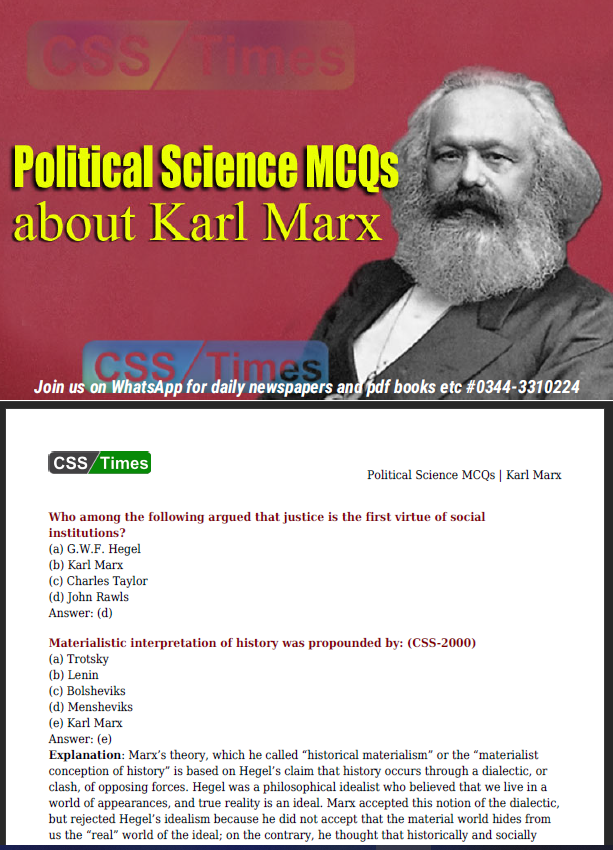 CSS/Times
Political Science MCQs
about Karl Marx
CSS/Times
Join us on WhatsApp for daily newspapers and pdf books etc #0344-3310224
CSS/Times
Political Science MCQs | Karl Marx
Who among the following argued that justice is the first virtue of social
institutions?
(a) G.W.F. Hegel
(b) Karl Marx
(c) Charles Taylor
(d) John Rawls
Answer: (d)
Materialistic interpretation of history was propounded by: (CSS-2000)
(a) Trotsky
(b) Lenin
(c) Bolsheviks
(d) Mensheviks
(e) Karl Marx
Answer: (e)
Explanation: Marx’s theory, which he called “historical materialism” or the “materialist
conception of history” is based on Hegel’s claim that history occurs through a dialectic, or
clash, of opposing forces. Hegel was a philosophical idealist who believed that we live in a
world of appearances, and true reality is an ideal. Marx accepted this notion of the dialectic,
but rejected Hegel’s idealism because he did not accept that the material world hides from
us the “real” world of the ideal; on the contrary, he thought that historically and socially